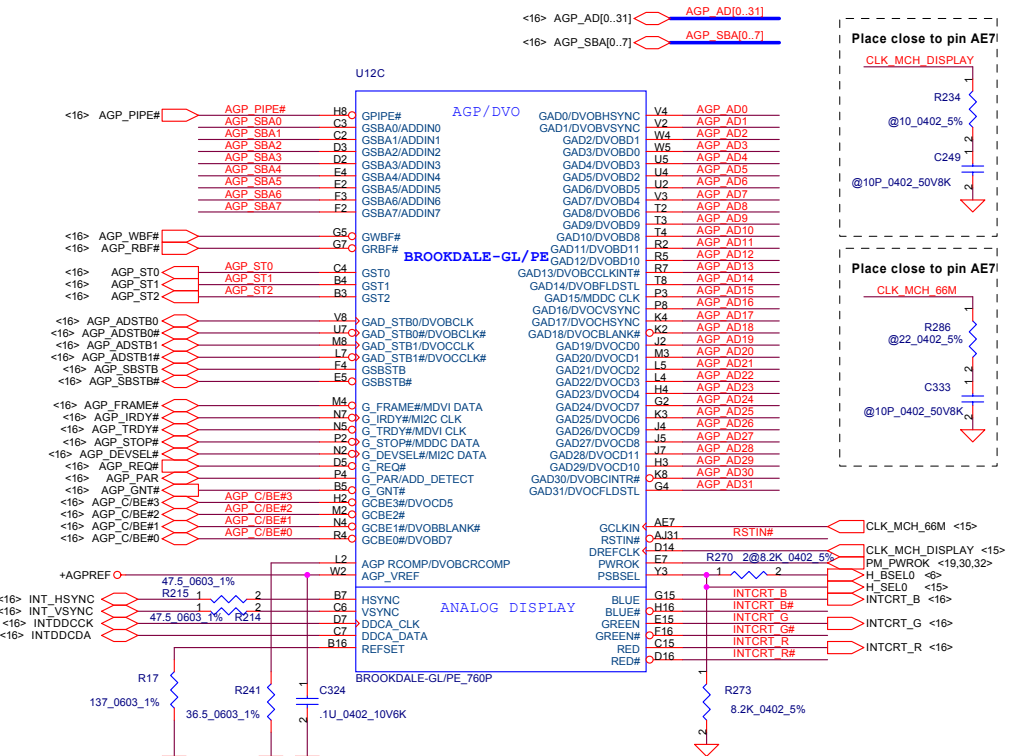 <16> AGP_AD[0..31] AGP_AD[0..31]
<16> AGP_SBA[0..7] AGP_SBA[0..7]
Place close to pin AE7
CLK_MCH_DISPLAY
1
R234
@10_0402_5%
2
1
C249
@10P_0402_50V8K
2
Place close to pin AE7
CLK_MCH_66M
1
R286
@22_0402_5%
2
1
C333
@10P_0402_50V8K
2
U12C
AGP/DVO
BROOKDALE-GL/PE
<16> AGP_PIPE# AGP_PIPE# H8 GPIPE#
AGP_SBA0 C3 GSBA0/ADDIN0
AGP_SBA1 C2 GSBA1/ADDIN1
AGP_SBA2 D3 GSBA2/ADDIN2
AGP_SBA3 D2 GSBA3/ADDIN3
AGP_SBA4 E4 GSBA4/ADDIN4
AGP_SBA5 E2 GSBA5/ADDIN5
AGP_SBA6 F3 GSBA6/ADDIN6
AGP_SBA7 F2 GSBA7/ADDIN7
<16> AGP_WBF# G5 GWBF#
<16> AGP_RBF# G7 GRBF#
<16> AGP_ST0 AGP_ST0 C4 GST0
<16> AGP_ST1 AGP_ST1 B4 GST1
<16> AGP_ST2 AGP_ST2 B3 GST2
<16> AGP_ADSTB0 V8 GAD_STB0/DVOBCLK
<16> AGP_ADSTB0# U7 GAD_STB0#/DVOBCLK#
<16> AGP_ADSTB1 M8 GAD_STB1/DVOCCLK
<16> AGP_ADSTB1# L7 GAD_STB1#/DVOCCLK#
<16> AGP_SBSTB F4 GSBSTB
<16> AGP_SBSTB# E5 GSBSTB#
<16> AGP_FRAME# M4 G_FRAME#/MDVI DATA
<16> AGP_IRDY# N7 G_IRDY#/MI2C CLK
<16> AGP_TRDY# N5 G_TRDY#/MDVI CLK
<16> AGP_STOP# P2 G_STOP#/MDDC DATA
<16> AGP_DEVSEL# N2 G_DEVSEL#/MI2C DATA
<16> AGP_REQ# D5 G_REQ#
<16> AGP_PAR P4 G_PAR/ADD_DETECT
<16> AGP_GNT# B5 G_GNT#
<16> AGP_C/BE#3 AGP_C/BE#3 H2 GCBE3#/DVOCD5
<16> AGP_C/BE#2 AGP_C/BE#2 M2 GCBE2#
<16> AGP_C/BE#1 AGP_C/BE#1 N4 GCBE1#/DVOBBLANK#
<16> AGP_C/BE#0 AGP_C/BE#0 R4 GCBE0#/DVOBD7
L2 AGP RCOMP/DVOBCRCOMP
+AGPREF W2 AGP_VREF
GAD0/DVOBHSYNC V4 AGP_AD0
GAD1/DVOBVSYNC V2 AGP_AD1
GAD2/DVOBD1 W4 AGP_AD2
GAD3/DVOBD0 W5 AGP_AD3
GAD4/DVOBD3 U5 AGP_AD4
GAD5/DVOBD2 U4 AGP_AD5
GAD6/DVOBD5 U2 AGP_AD6
GAD7/DVOBD4 V3 AGP_AD7
GAD8/DVOBD6 T2 AGP_AD8
GAD9/DVOBD9 T3 AGP_AD9
GAD10/DVOBD8 T4 AGP_AD10
GAD11/DVOBD11 R2 AGP_AD11
GAD12/DVOBD10 R5 AGP_AD12
GAD13/DVOBCCLKINT# R7 AGP_AD13
GAD14/DVOBFLDSTL T8 AGP_AD14
GAD15/MDDC CLK P3 AGP_AD15
GAD16/DVOCVSYNC P8 AGP_AD16
GAD17/DVOCHSYNC K4 AGP_AD17
GAD18/DVOCBLANK# K2 AGP_AD18
GAD19/DVOCD0 J2 AGP_AD19
GAD20/DVOCD1 M3 AGP_AD20
GAD21/DVOCD2 L5 AGP_AD21
GAD22/DVOCD3 L4 AGP_AD22
GAD23/DVOCD4 H4 AGP_AD23
GAD24/DVOCD7 G2 AGP_AD24
GAD25/DVOCD6 K3 AGP_AD25
GAD26/DVOCD9 J4 AGP_AD26
GAD27/DVOCD8 J5 AGP_AD27
GAD28/DVOCD11 J7 AGP_AD28
GAD29/DVOCD10 H3 AGP_AD29
GAD30/DVOBCINTR# K8 AGP_AD30
GAD31/DVOCFLDSTL G4 AGP_AD31
GCLKIN AE7 CLK_MCH_66M <15>
RSTIN# AJ31 RSTIN#
DREFCLK D14 CLK_MCH_DISPLAY <15>
PWROK E7 R270 2@8.2K_0402_5% PM_PWROK <19,30,32>
PSBSEL Y3 1 2 H_BSEL0 <6>
H_SEL0 <15>
ANALOG DISPLAY
47.5_0603_1%
<16> INT_HSYNC R215 1 2 B7 HSYNC
<16> INT_VSYNC 1 2 C6 VSYNC
47.5_0603_1% R214
<16> INTDDCCK D7 DDCA_CLK
<16> INTDDCDA C7 DDCA_DATA
B16 REFSET
BLUE G15 INTCRT_B INTCRT_B <16>
BLUE# H16 INTCRT_B#
GREEN E15 INTCRT_G INTCRT_G <16>
GREEN# F16 INTCRT_G#
RED C15 INTCRT_R INTCRT_R <16>
RED# D16 INTCRT_R#
BROOKDALE-GL/PE_760P
R17
137_0603_1%
R241
36.5_0603_1%
1
C324
.1U_0402_10V6K
2
1
R273
8.2K_0402_5%
2